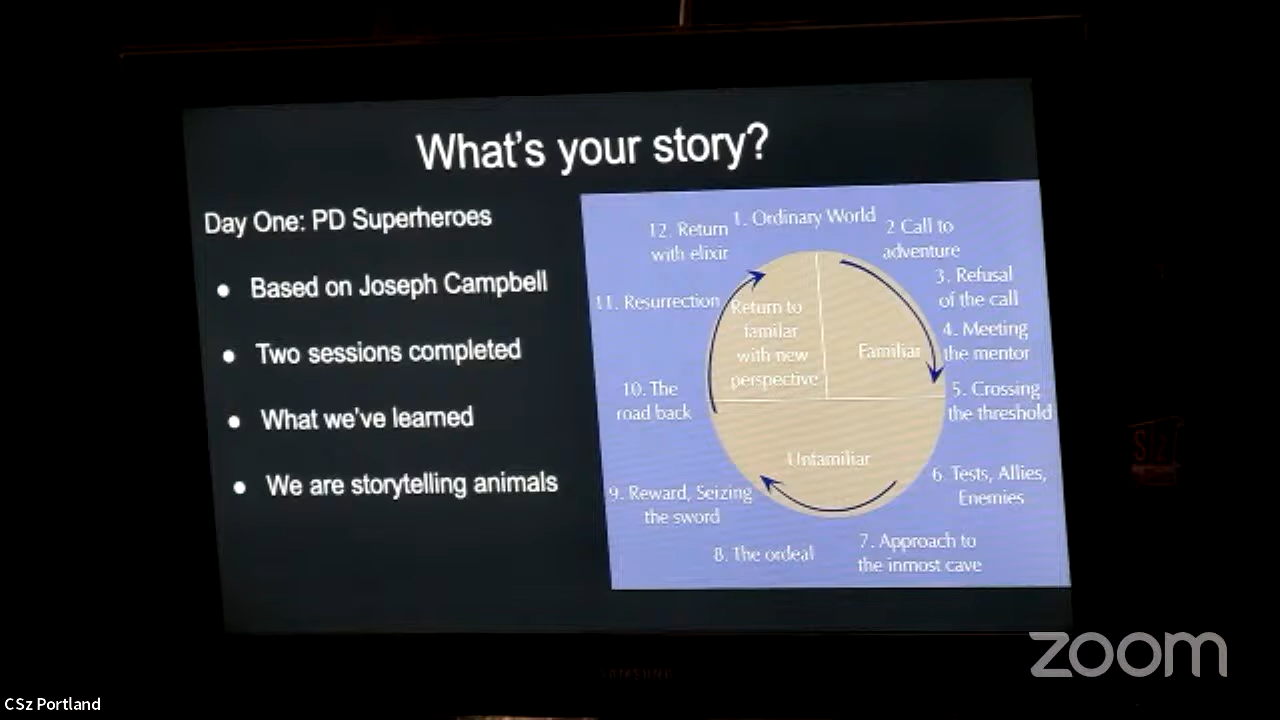 What's your story?
Day One: PD Superheroes
● Based on Joseph Campbell
● Two sessions completed
● What we've learned
● We are storytelling animals
1. Ordinary World
2 Call to
adventure
3. Refusal
of the call
4. Meeting
the mentor
5. Crossing
the threshold
6. Tests, Allies,
Enemies
7. Approach to
the inmost cave
8. The ordeal
9. Reward, Seizing
the sword
10. The
road back
11. Resurrection
12. Return
with elixir
Return to
familar
with new
perspective
Familiar
Unfamiliar
SAMSUNG
zoom
CSz Portland